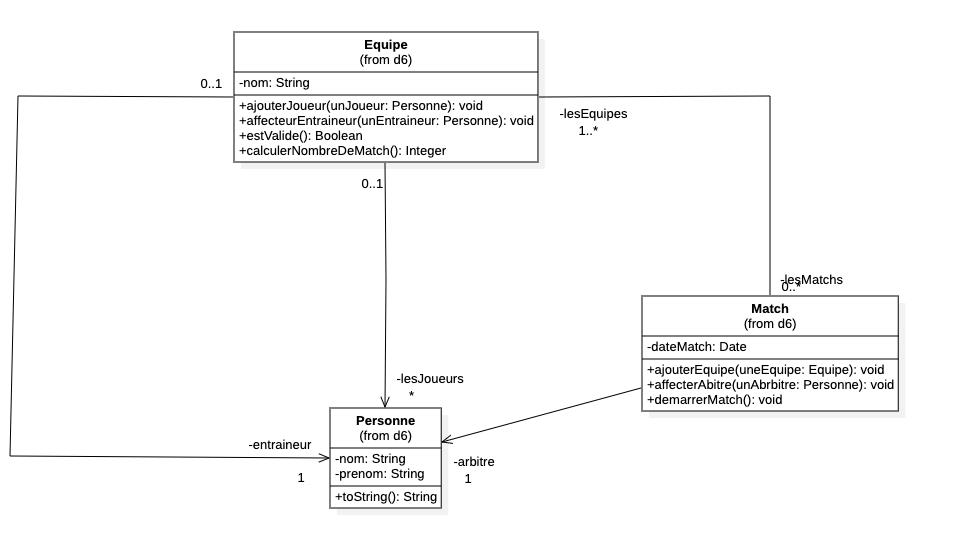 Equipe
(from d6)
-nom: String
+ajouterJoueur(unJoueur: Personne): void
+affecteurEntraineur(unEntraineur: Personne): void
+estValide(): Boolean
+calculerNombreDeMatch(): Integer
0..1
-lesEquipes
1..*
0..1
-lesMatchs
0..*
Match
(from d6)
-dateMatch: Date
+ajouterEquipe(uneEquipe: Equipe): void
+affecterAbitre(unAbrbitre: Personne): void
+demarrerMatch(): void
-lesJoueurs
*
Personne
(from d6)
-nom: String
-prenom: String
+toString(): String
-entraineur
1
-arbitre
1